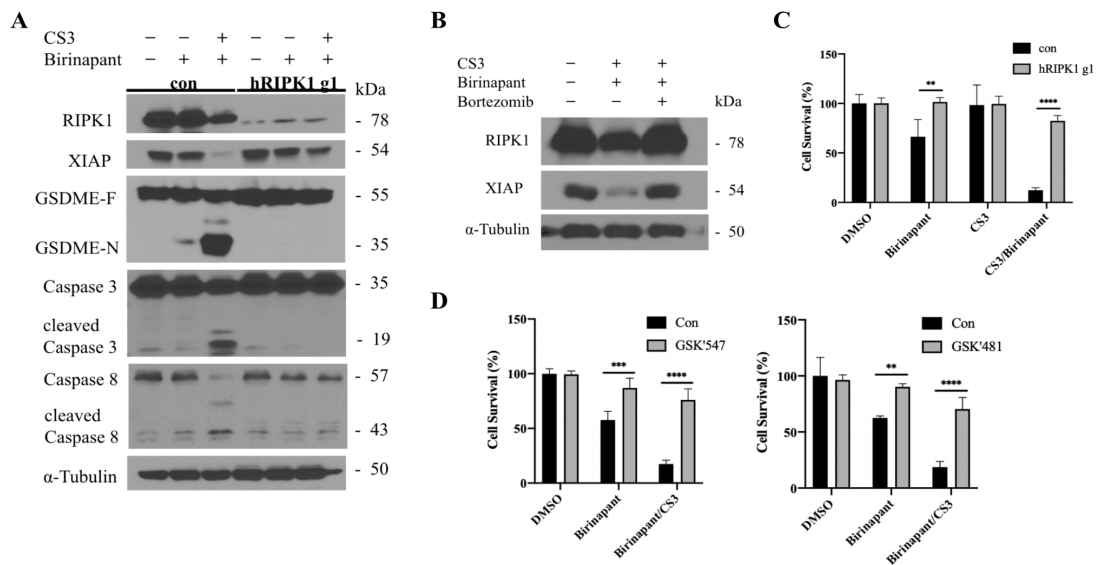 A
CS3 − − + − − +
Birinapant − + + − + +
con hRIPK1 g1 kDa
RIPK1 - 78
XIAP - 54
GSDME-F - 55
GSDME-N - 35
Caspase 3 - 35
cleaved
Caspase 3 - 19
Caspase 8 - 57
cleaved
Caspase 8 - 43
α-Tubulin - 50
B
CS3 − + +
Birinapant − + +
Bortezomib − − + kDa
RIPK1 - 78
XIAP - 54
α-Tubulin - 50
C
con
hRIPK1 g1
Cell Survival (%)
150
100
50
0
**
****
DMSO
Birinapant
CS3
CS3/Birinapant
D
Con
GSK'547
Cell Survival (%)
150
100
50
0
***
****
DMSO
Birinapant
Birinapant/CS3
Con
GSK'481
Cell Survival (%)
150
100
50
0
**
****
DMSO
Birinapant
Birinapant/CS3